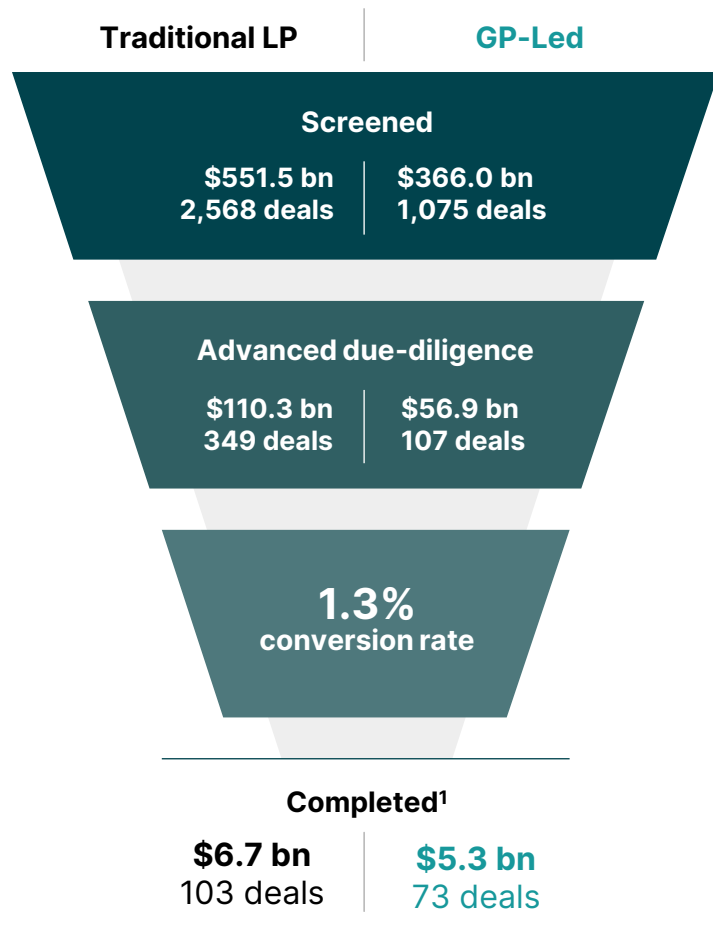 Traditional LP
GP-Led
Screened
$551.5 bn
2,568 deals
$366.0 bn
1,075 deals
Advanced due-diligence
$110.3 bn
349 deals
$56.9 bn
107 deals
1.3%
conversion rate
Completed¹
$6.7 bn
103 deals
$5.3 bn
73 deals